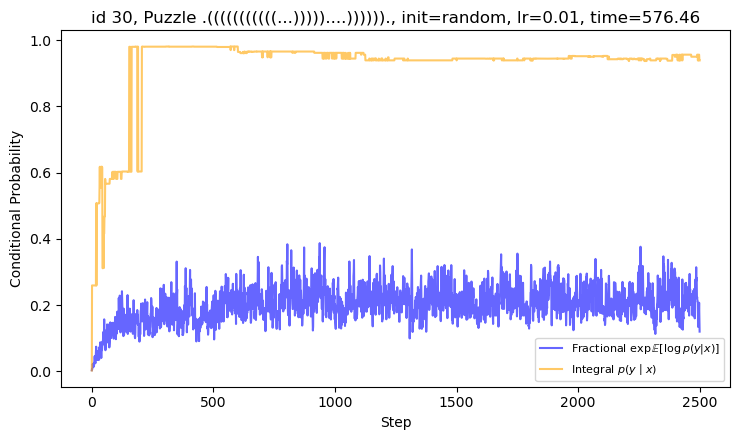 id 30, Puzzle .(((((((((((...)))))....))))))., init=random, lr=0.01, time=576.46
1.0
0.8
0.6
0.4
0.2
0.0
Conditional Probability
0
500
1000
1500
2000
2500
Step
Fractional exp𝔼[log p(y|x)]
Integral p(y | x)